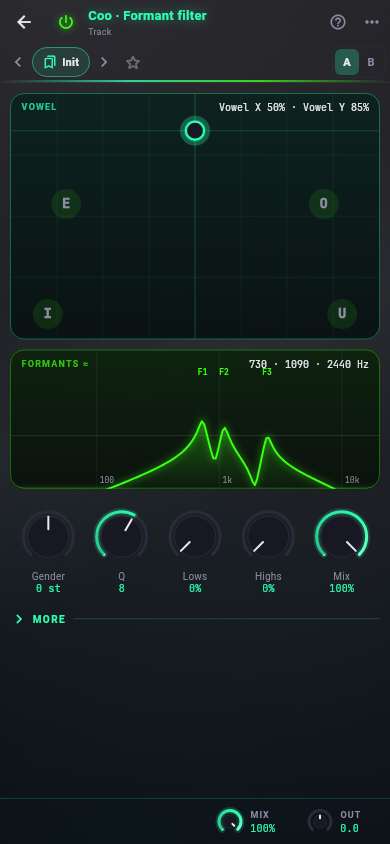 Coo · Formant filter
Track
Init
A B
VOWEL
Vowel X 50% · Vowel Y 85%
E
O
I
U
FORMANTS ≈
730 · 1090 · 2440 Hz
F1 F2 F3
100 1k 10k
Gender Q Lows Highs Mix
0 st 8 0% 0% 100%
MORE
MIX
100%
OUT
0.0